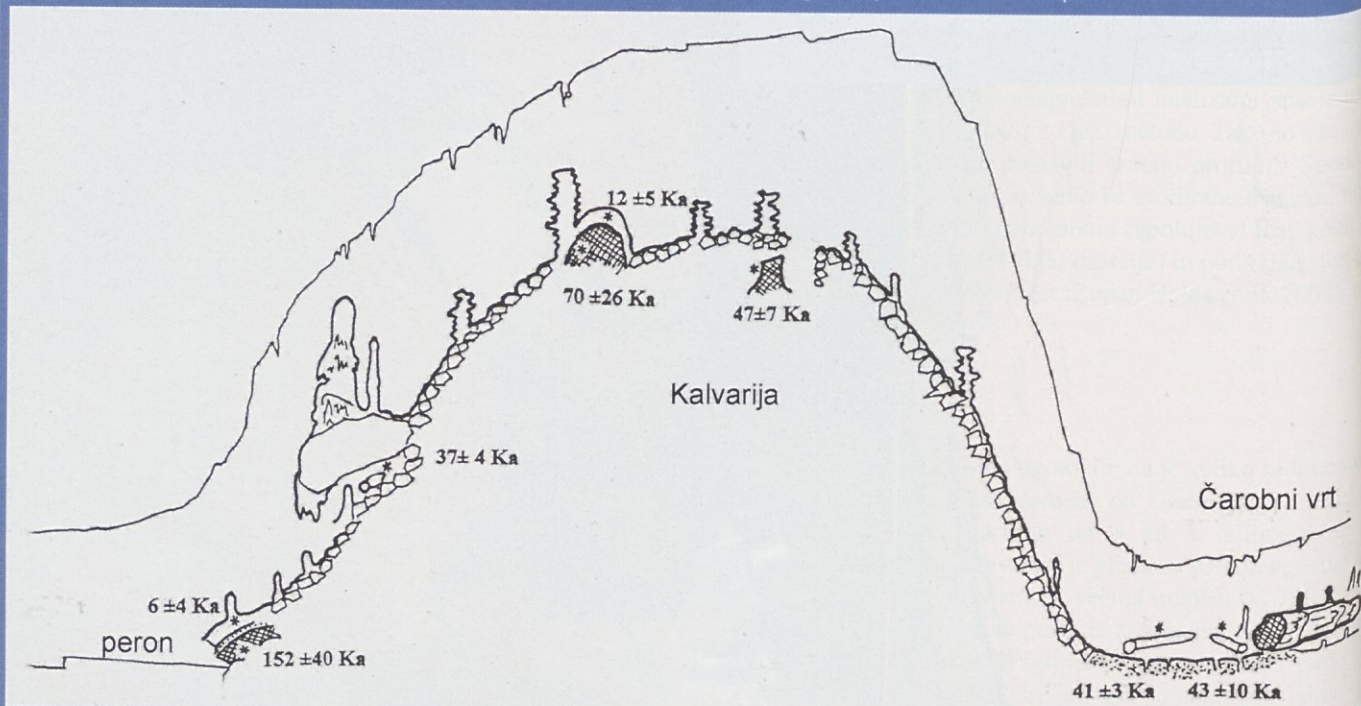 12 ±5 Ka
70 ±26 Ka
47±7 Ka
Kalvarija
37± 4 Ka
Čarobni vrt
6 ±4 Ka
peron
152 ±40 Ka
41 ±3 Ka
43 ±10 Ka